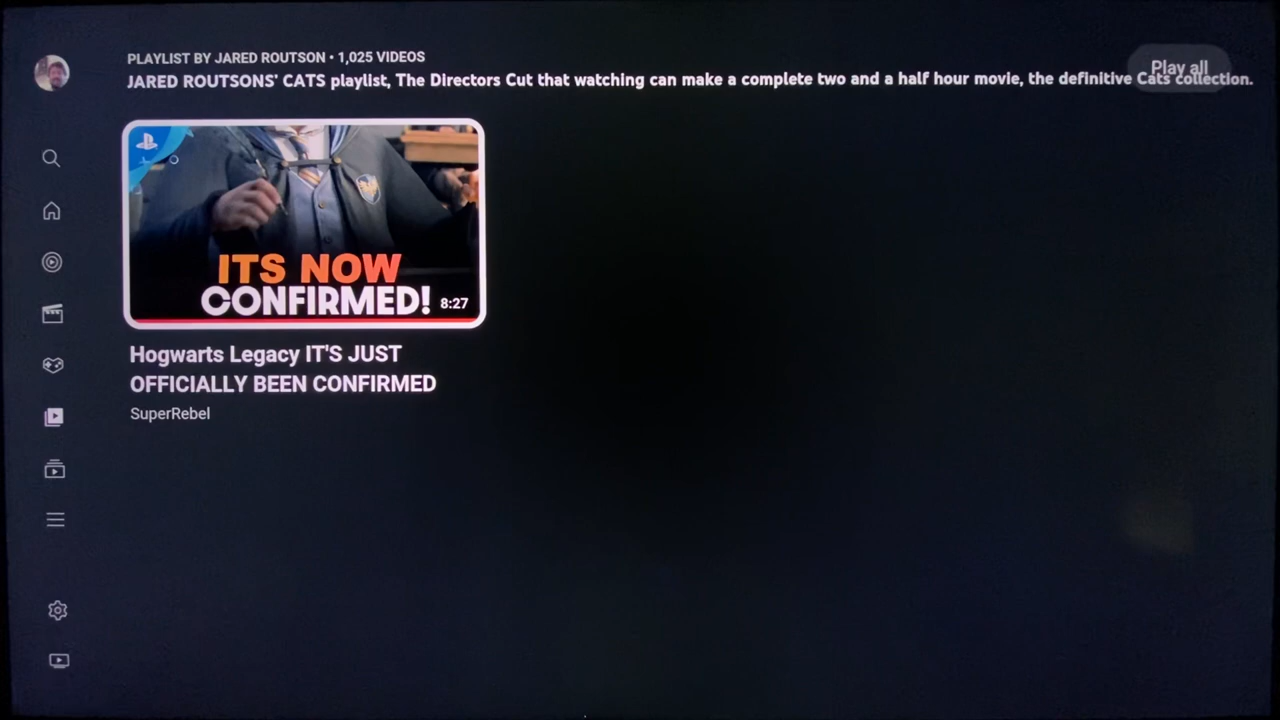 PLAYLIST BY JARED ROUTSON • 1,025 VIDEOS
Play all
JARED ROUTSONS' CATS playlist, The Directors Cut that watching can make a complete two and a half hour movie, the definitive Cats collection.
ITS NOW
CONFIRMED!
8:27
Hogwarts Legacy IT'S JUST
OFFICIALLY BEEN CONFIRMED
SuperRebel